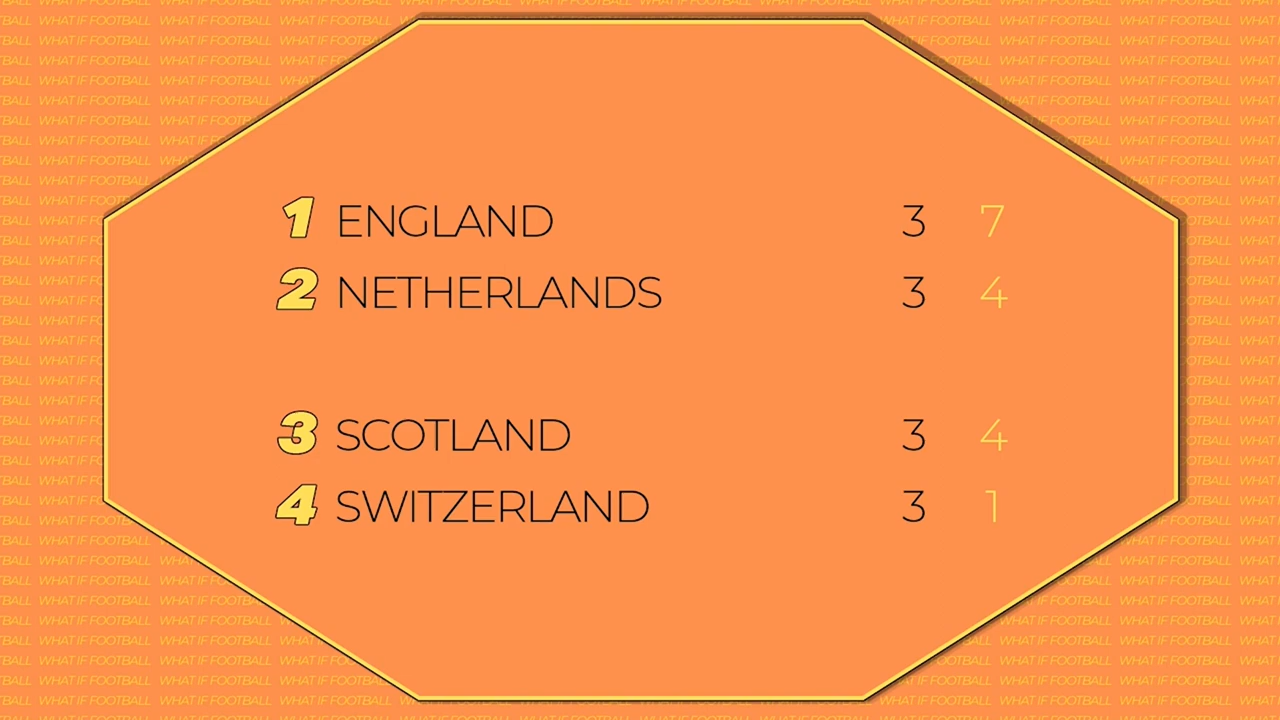 1 ENGLAND 3 7
2 NETHERLANDS 3 4
3 SCOTLAND 3 4
4 SWITZERLAND 3 1
WHAT IF FOOTBALL